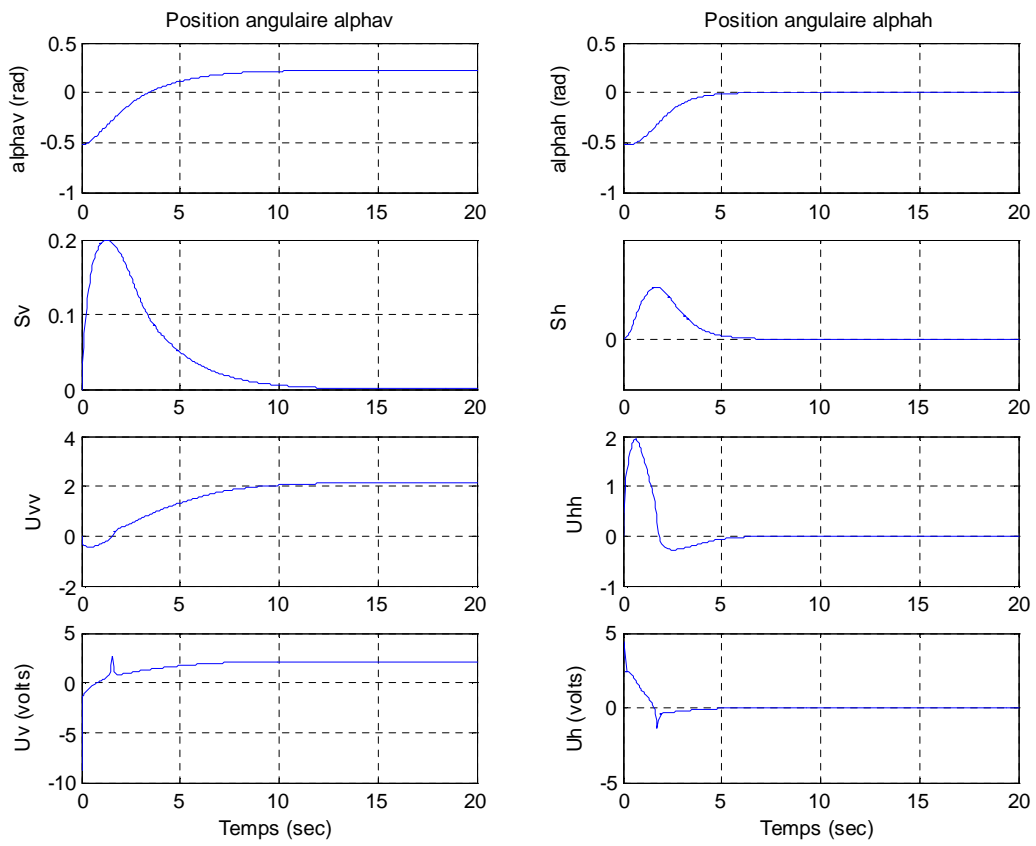 Position angulaire alphav
0.5
0
-0.5
-1
alphav (rad)
0 5 10 15 20
Position angulaire alphah
0.5
0
-0.5
-1
alphah (rad)
0 5 10 15 20
0.2
0.1
0
Sv
0 5 10 15 20
0
Sh
0 5 10 15 20
4
2
0
-2
Uvv
0 5 10 15 20
2
1
0
-1
Uhh
0 5 10 15 20
5
0
-5
-10
Uv (volts)
0 5 10 15 20
Temps (sec)
5
0
-5
Uh (volts)
0 5 10 15 20
Temps (sec)